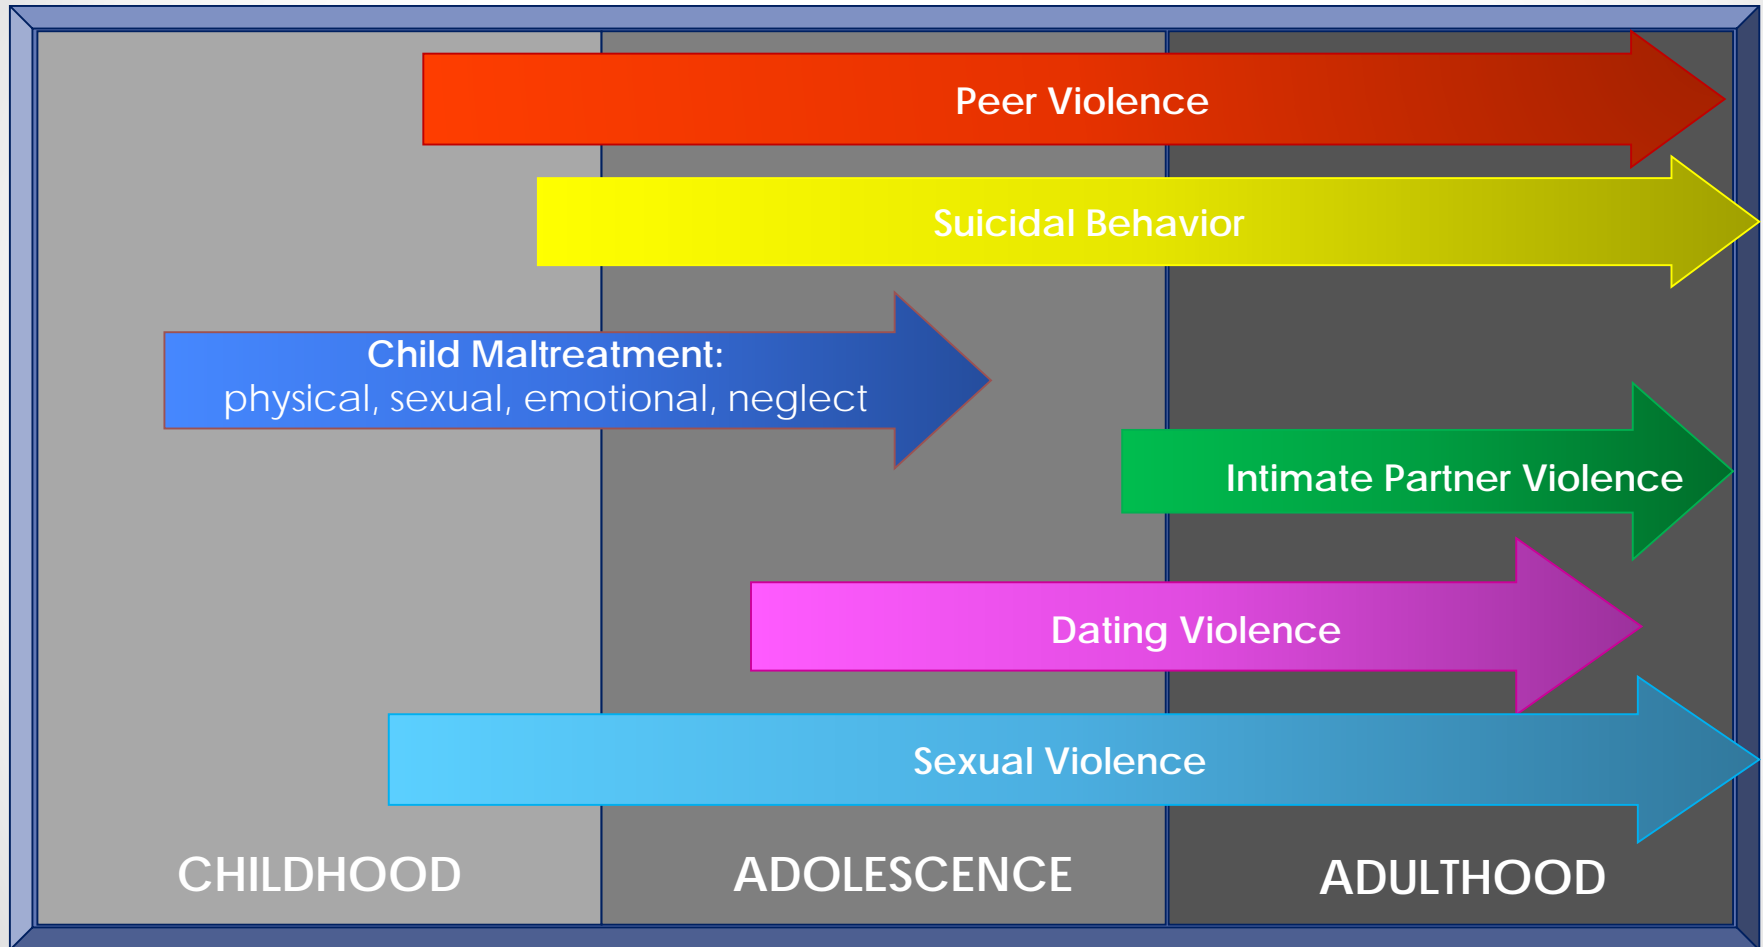 Peer Violence
Suicidal Behavior
Child Maltreatment:
physical, sexual, emotional, neglect
Intimate Partner Violence
Dating Violence
Sexual Violence
CHILDHOOD
ADOLESCENCE
ADULTHOOD